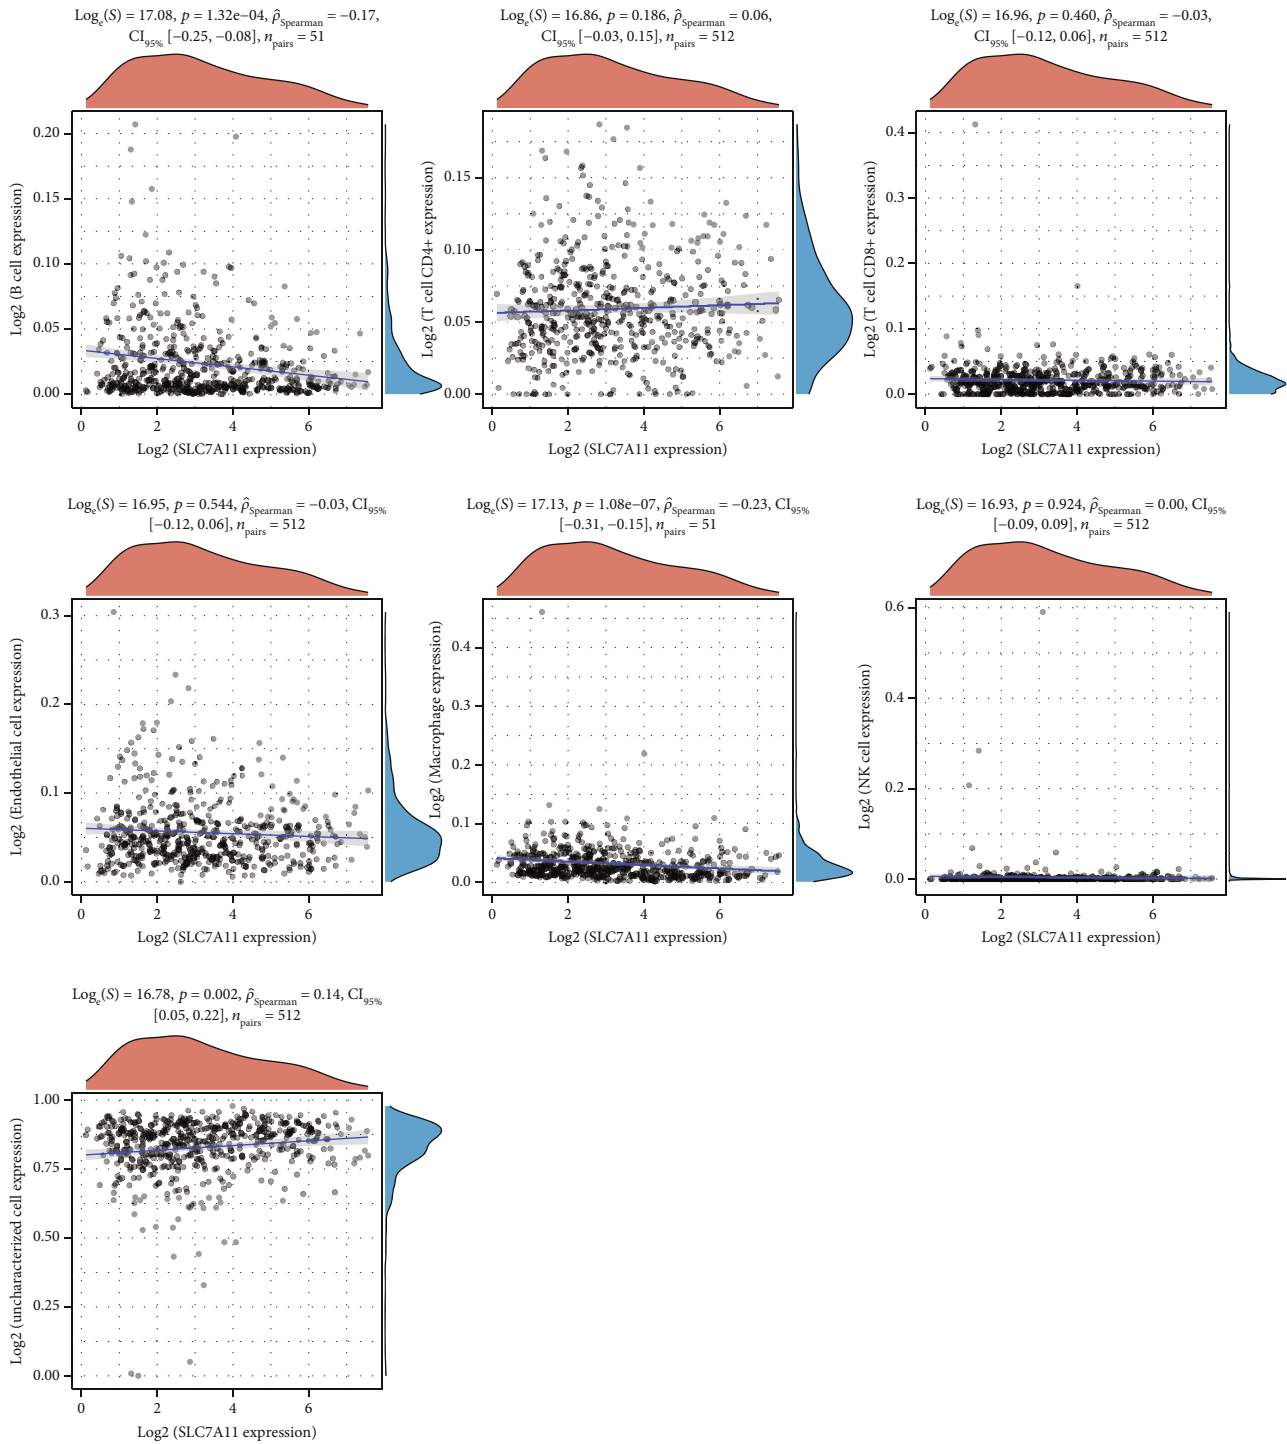 Logₑ(S) = 17.08, p = 1.32e−04, ρ̂Spearman = −0.17,
CI95% [−0.25, −0.08], npairs = 51
0.20
0.15
0.10
0.05
0.00
Log2 (B cell expression)
0 2 4 6
Log2 (SLC7A11 expression)
Logₑ(S) = 16.86, p = 0.186, ρ̂Spearman = 0.06,
CI95% [−0.03, 0.15], npairs = 512
0.15
0.10
0.05
0.00
Log2 (T cell CD4+ expression)
0 2 4 6
Log2 (SLC7A11 expression)
Logₑ(S) = 16.96, p = 0.460, ρ̂Spearman = −0.03,
CI95% [−0.12, 0.06], npairs = 512
0.4
0.3
0.2
0.1
0.0
Log2 (T cell CD8+ expression)
0 2 4 6
Log2 (SLC7A11 expression)
Logₑ(S) = 16.95, p = 0.544, ρ̂Spearman = −0.03, CI95%
[−0.12, 0.06], npairs = 512
0.3
0.2
0.1
0.0
Log2 (Endothelial cell expression)
0 2 4 6
Log2 (SLC7A11 expression)
Logₑ(S) = 17.13, p = 1.08e−07, ρ̂Spearman = −0.23, CI95%
[−0.31, −0.15], npairs = 51
0.4
0.3
0.2
0.1
0.0
Log2 (Macrophage expression)
0 2 4 6
Log2 (SLC7A11 expression)
Logₑ(S) = 16.93, p = 0.924, ρ̂Spearman = 0.00, CI95%
[−0.09, 0.09], npairs = 512
0.6
0.4
0.2
0.0
Log2 (NK cell expression)
0 2 4 6
Log2 (SLC7A11 expression)
Logₑ(S) = 16.78, p = 0.002, ρ̂Spearman = 0.14, CI95%
[0.05, 0.22], npairs = 512
1.00
0.75
0.50
0.25
0.00
Log2 (uncharacterized cell expression)
0 2 4 6
Log2 (SLC7A11 expression)